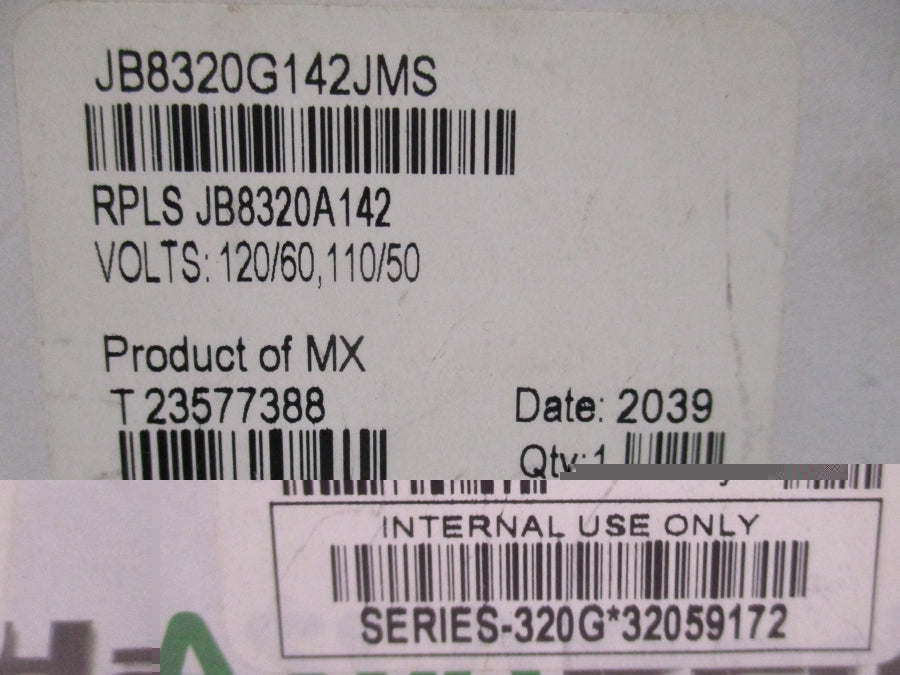 JB8320G142JMS
RPLS JB8320A142
VOLTS: 120/60,110/50
Product of MX
T 23577388
Date: 2039
Qty: 1
INTERNAL USE ONLY
SERIES-320G*32059172